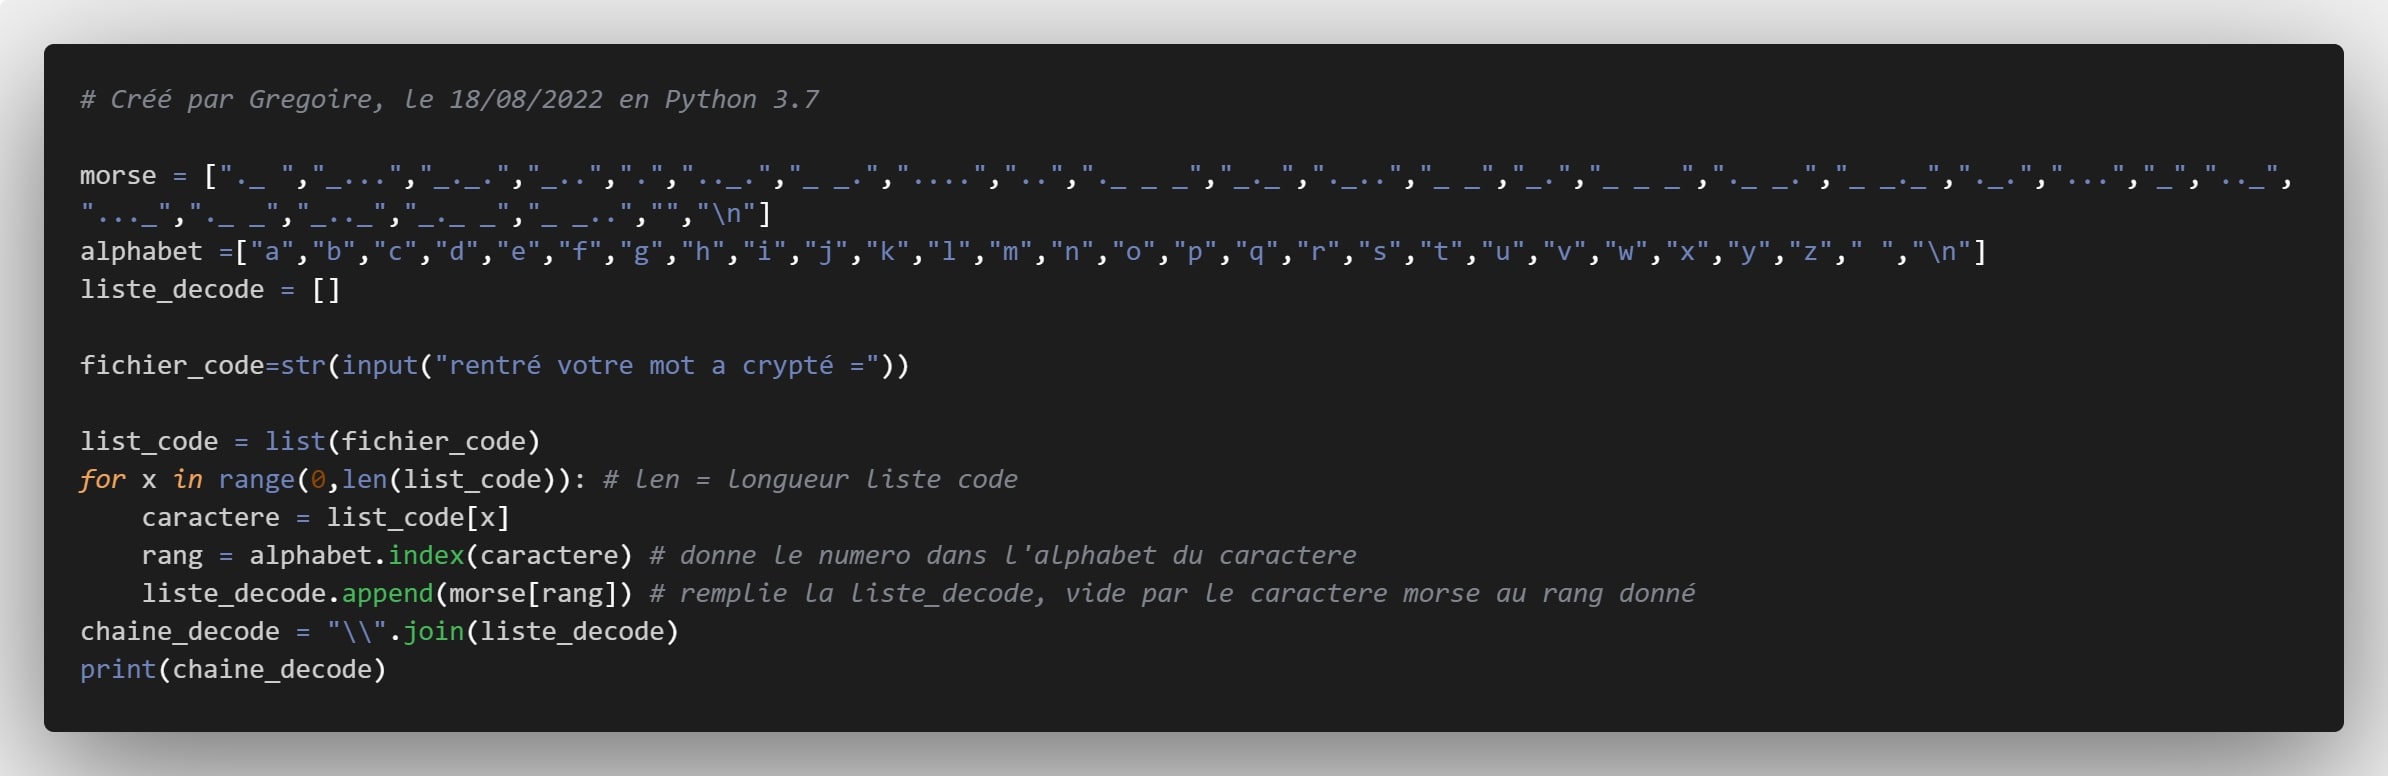 # Créé par Gregoire, le 18/08/2022 en Python 3.7
morse = ["._ ","_...","_._.","_..",".",".._.","_ _.","....","..","._ _ _","_._","._..","_ _","_.","_ _ _","._ _.","_ _._","._.","...","_",".._",
"..._","._ _","_.._","_._ _","_ _..","","\n"]
alphabet =["a","b","c","d","e","f","g","h","i","j","k","l","m","n","o","p","q","r","s","t","u","v","w","x","y","z"," ","\n"]
liste_decode = []
fichier_code=str(input("rentré votre mot a crypté ="))
list_code = list(fichier_code)
for x in range(0,len(list_code)): # len = longueur liste code
    caractere = list_code[x]
    rang = alphabet.index(caractere) # donne le numero dans l'alphabet du caractere
    liste_decode.append(morse[rang]) # remplie la liste_decode, vide par le caractere morse au rang donné
chaine_decode = "\\".join(liste_decode)
print(chaine_decode)